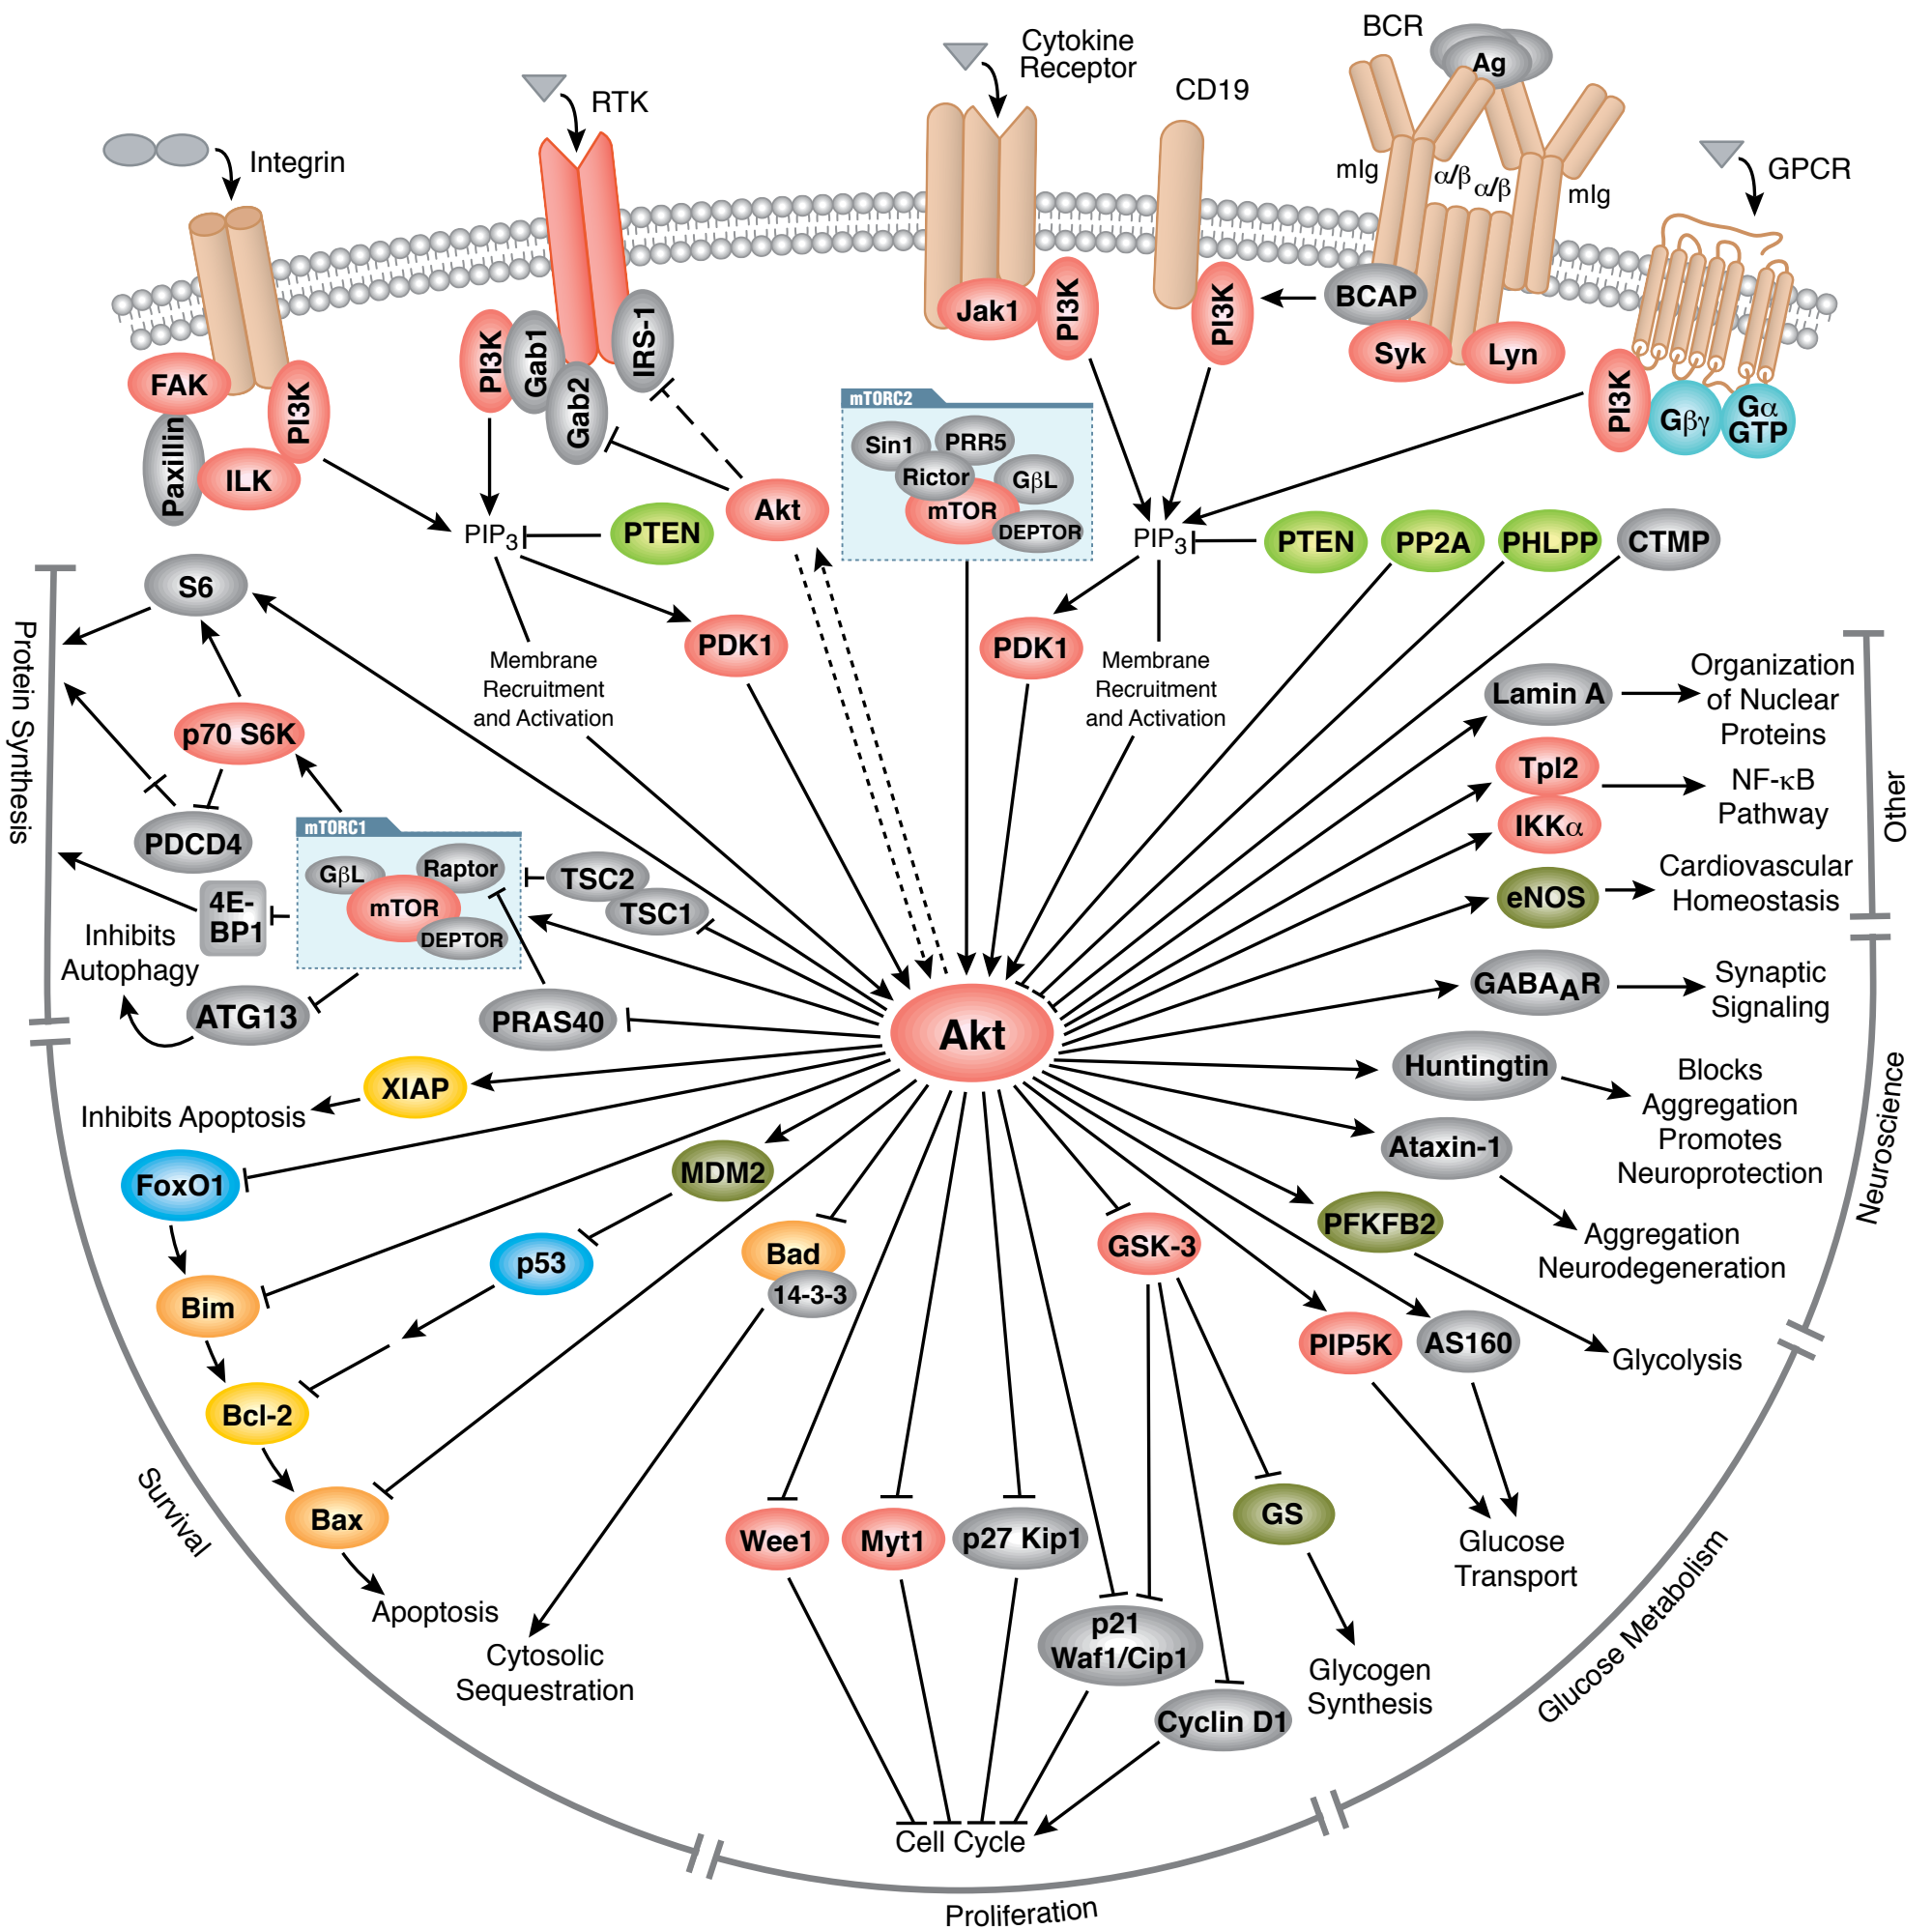 BCR
Ag
Cytokine
Receptor
CD19
RTK
Integrin
mIg
α/β
α/β
mIg
GPCR
FAK
Paxillin
ILK
PI3K
PI3K
Gab1
Gab2
IRS-1
Jak1
PI3K
PI3K
BCAP
Syk
Lyn
PI3K
Gβγ
Gα
GTP
mTORC2
Sin1
PRR5
Rictor
GβL
mTOR
DEPTOR
Akt
PIP3
PTEN
PIP3
PTEN
PP2A
PHLPP
CTMP
S6
PDK1
PDK1
Membrane
Recruitment
and Activation
Membrane
Recruitment
and Activation
Protein Synthesis
p70 S6K
PDCD4
4E-
BP1
mTORC1
GβL
Raptor
mTOR
DEPTOR
TSC2
TSC1
Inhibits
Autophagy
ATG13
PRAS40
Akt
Lamin A
Organization
of Nuclear
Proteins
Tpl2
IKKα
NF-κB
Pathway
eNOS
Cardiovascular
Homeostasis
Other
GABAAR
Synaptic
Signaling
Huntingtin
Blocks
Aggregation
Promotes
Neuroprotection
Ataxin-1
Aggregation
Neurodegeneration
Neuroscience
XIAP
Inhibits Apoptosis
FoxO1
Bim
Bcl-2
Bax
Apoptosis
MDM2
p53
Bad
14-3-3
Cytosolic
Sequestration
Survival
GSK-3
PFKFB2
PIP5K
AS160
Glycolysis
Glucose
Transport
GS
Glycogen
Synthesis
Glucose Metabolism
Wee1
Myt1
p27 Kip1
p21
Waf1/Cip1
Cyclin D1
Cell Cycle
Proliferation